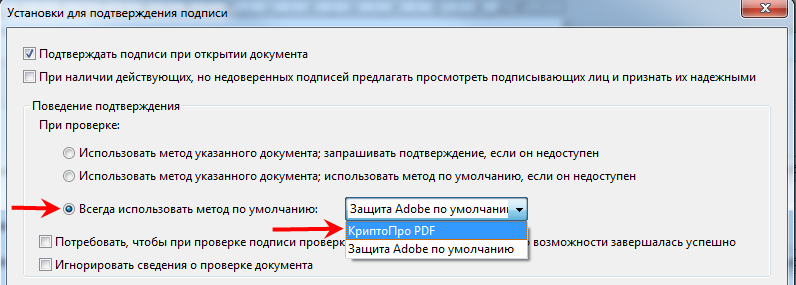 Установки для подтверждения подписи
Подтверждать подписи при открытии документа
При наличии действующих, но недоверенных подписей предлагать просмотреть подписывающих лиц и признать их надежными
Поведение подтверждения
При проверке:
Использовать метод указанного документа; запрашивать подтверждение, если он недоступен
Использовать метод указанного документа; использовать метод по умолчанию, если он недоступен
Всегда использовать метод по умолчанию: Защита Adobe по умолчани
КриптоПро PDF
Потребовать, чтобы при проверке подписи провер возможности завершалась успешно
Защита Adobe по умолчанию
Игнорировать сведения о проверке документа